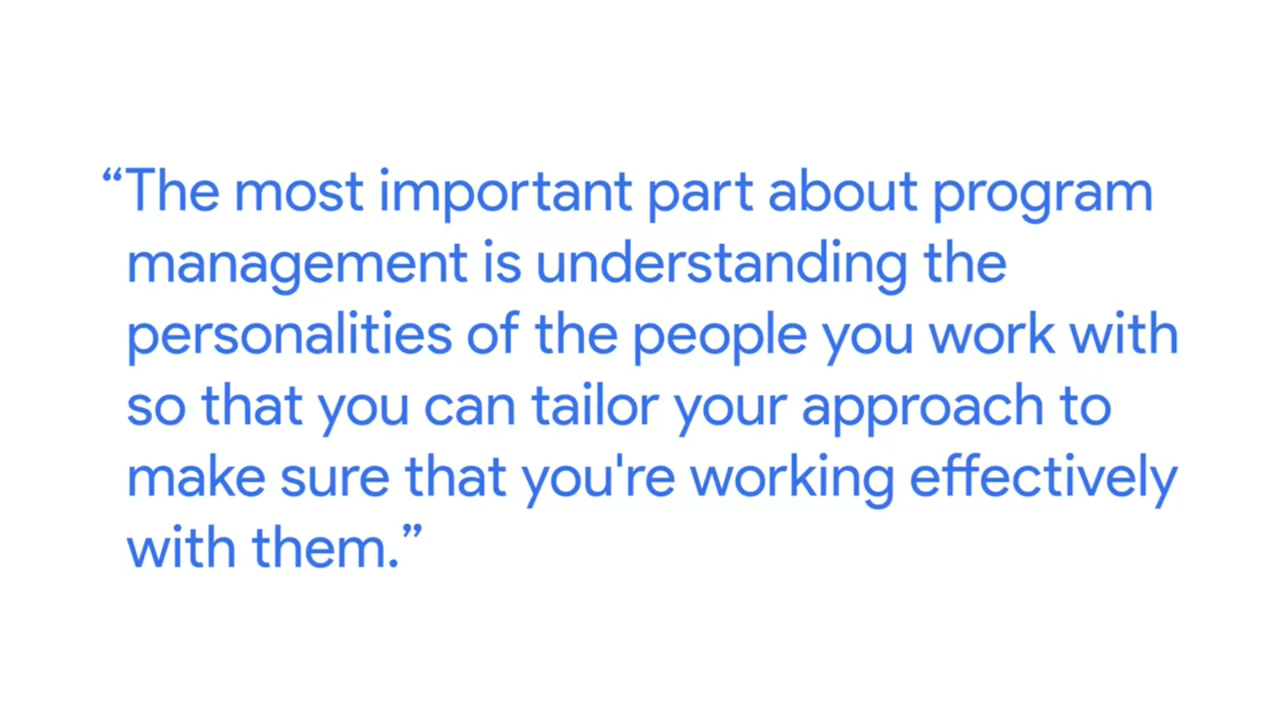 “The most important part about program
management is understanding the
personalities of the people you work with
so that you can tailor your approach to
make sure that you're working effectively
with them.”